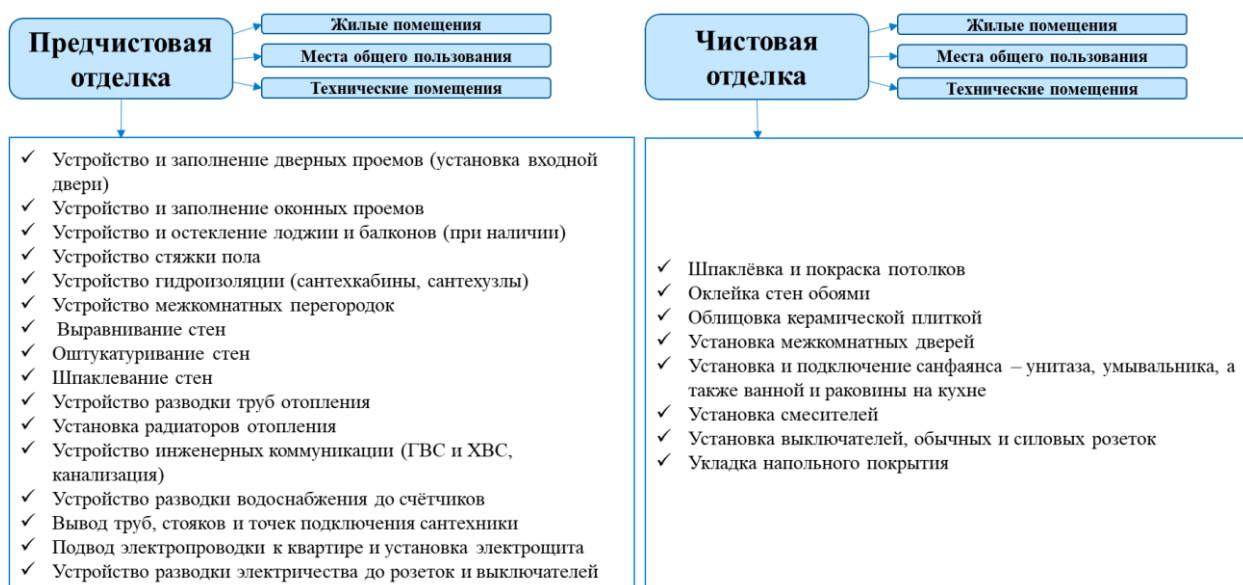 Предчистовая
отделка
Жилые помещения
Места общего пользования
Технические помещения
✓ Устройство и заполнение дверных проемов (установка входной
двери)
✓ Устройство и заполнение оконных проемов
✓ Устройство и остекление лоджии и балконов (при наличии)
✓ Устройство стяжки пола
✓ Устройство гидроизоляции (сантехкабины, сантехузлы)
✓ Устройство межкомнатных перегородок
✓ Выравнивание стен
✓ Оштукатуривание стен
✓ Шпаклевание стен
✓ Устройство разводки труб отопления
✓ Установка радиаторов отопления
✓ Устройство инженерных коммуникации (ГВС и ХВС,
канализация)
✓ Устройство разводки водоснабжения до счётчиков
✓ Вывод труб, стояков и точек подключения сантехники
✓ Подвод электропроводки к квартире и установка электрощита
✓ Устройство разводки электричества до розеток и выключателей
Чистовая
отделка
Жилые помещения
Места общего пользования
Технические помещения
✓ Шпаклёвка и покраска потолков
✓ Оклейка стен обоями
✓ Облицовка керамической плиткой
✓ Установка межкомнатных дверей
✓ Установка и подключение санфаянса – унитаза, умывальника, а
также ванной и раковины на кухне
✓ Установка смесителей
✓ Установка выключателей, обычных и силовых розеток
✓ Укладка напольного покрытия